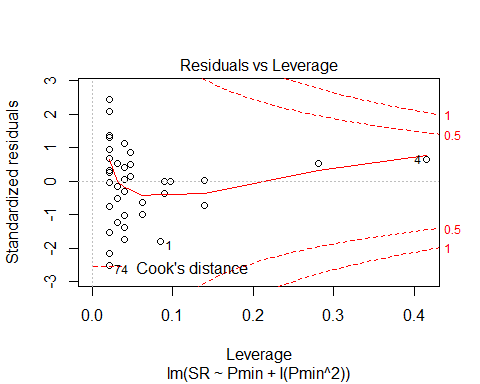 Residuals vs Leverage
Standardized residuals
3
2
1
0
-1
-2
-3
1
0.5
0.5
1
4
1
74
Cook's distance
0.0 0.1 0.2 0.3 0.4
Leverage
lm(SR ~ Pmin + I(Pmin^2))